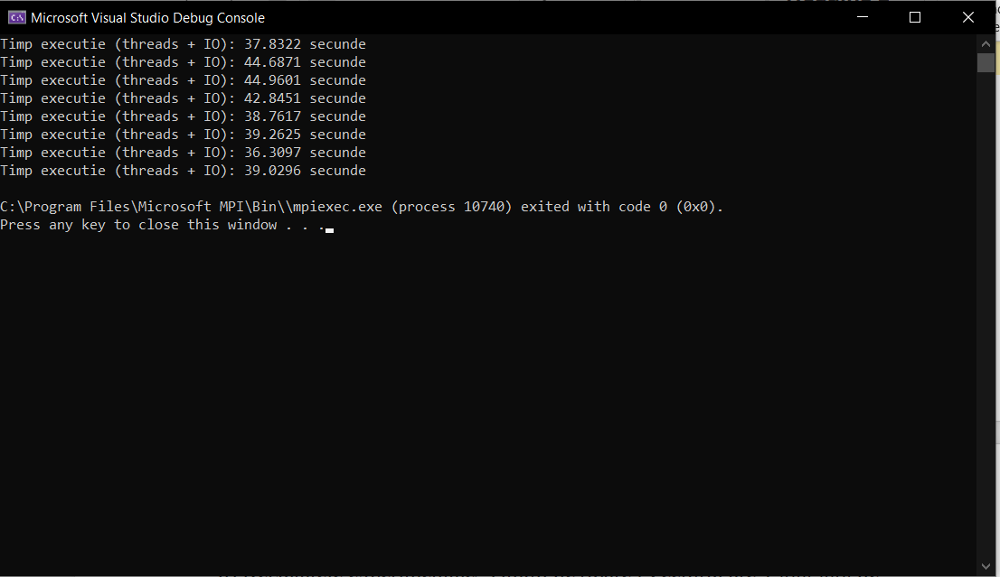 Microsoft Visual Studio Debug Console
Timp executie (threads + IO): 37.8322 secunde
Timp executie (threads + IO): 44.6871 secunde
Timp executie (threads + IO): 44.9601 secunde
Timp executie (threads + IO): 42.8451 secunde
Timp executie (threads + IO): 38.7617 secunde
Timp executie (threads + IO): 39.2625 secunde
Timp executie (threads + IO): 36.3097 secunde
Timp executie (threads + IO): 39.0296 secunde
C:\Program Files\Microsoft MPI\Bin\\mpiexec.exe (process 10740) exited with code 0 (0x0).
Press any key to close this window . . .